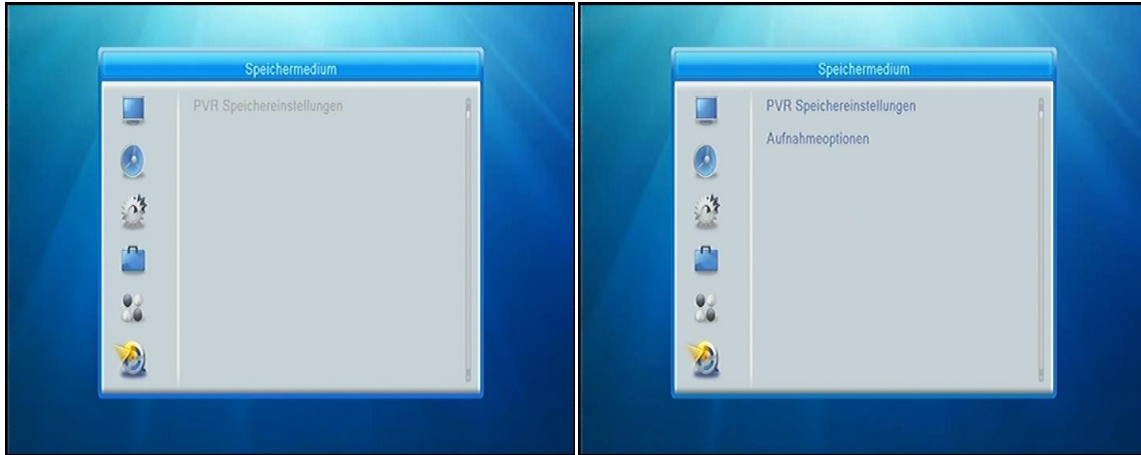 Speichermedium
PVR Speichereinstellungen
Speichermedium
PVR Speichereinstellungen
Aufnahmeoptionen